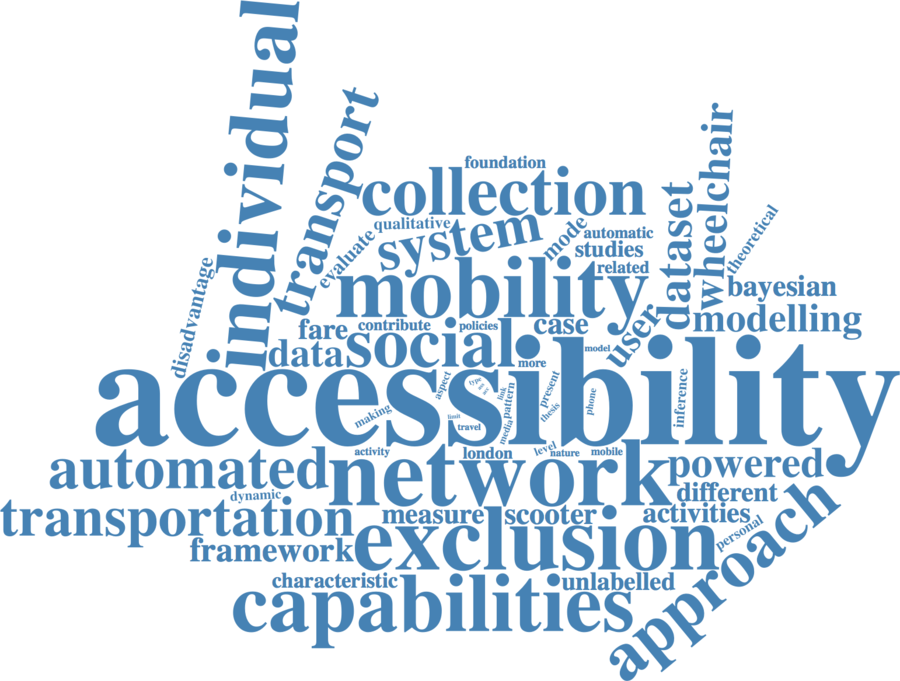 individual
transport
foundation
collection
wheelchair
qualitative
evaluate
system
mode
automatic
studies
related
dataset
theoretical
disadvantage
mobility
bayesian
fare
contribute
policies
case
user
modelling
data
social
more
model
accessibility
aspect
type
link
pattern
present
thesis
phone
inference
making
limit
travel
media
activity
london
level
nature
mobile
automated
network
powered
dynamic
different
transportation
measure
scooter
activities
personal
framework
exclusion
approach
characteristic
unlabelled
capabilities